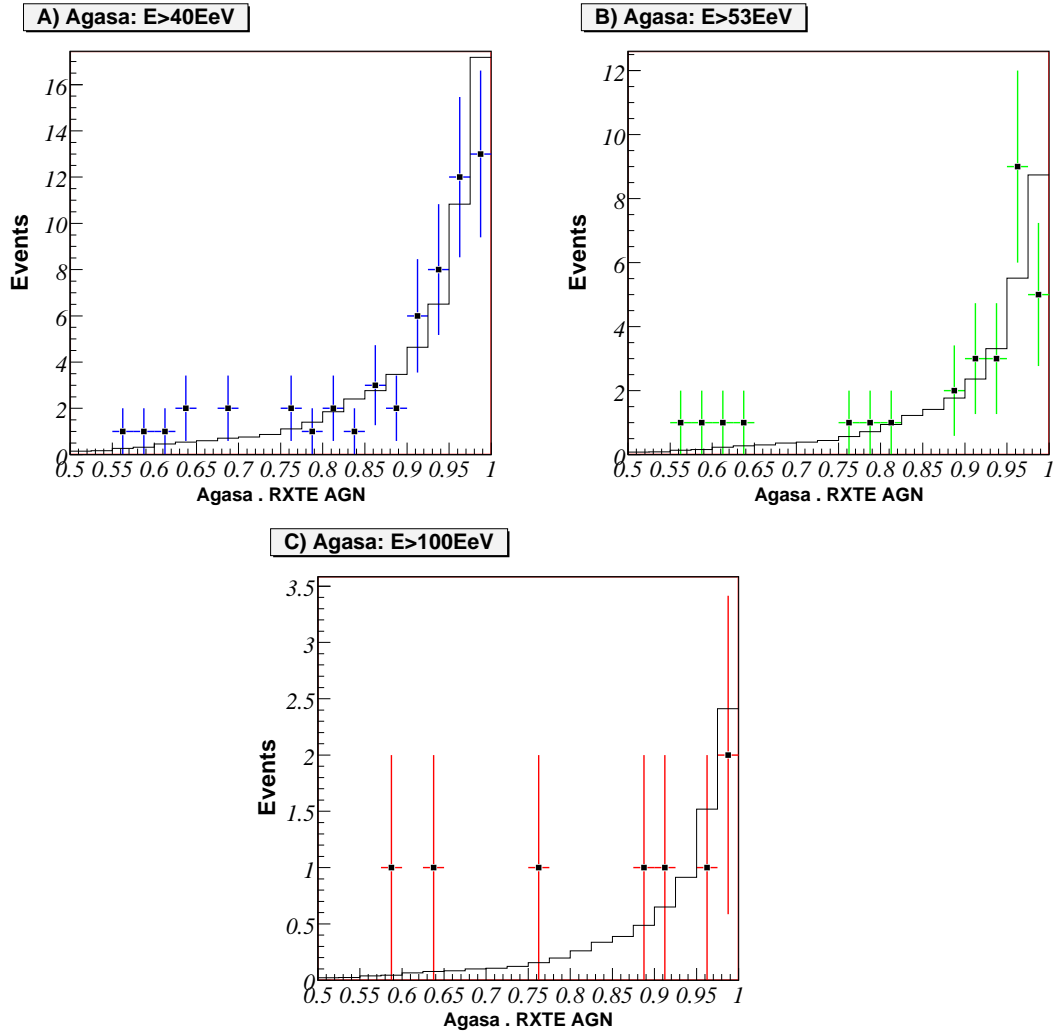 A) Agasa: E>40EeV
16
14
12
10
8
6
4
2
0
Events
0.5 0.55 0.6 0.65 0.7 0.75 0.8 0.85 0.9 0.95 1
Agasa . RXTE AGN
B) Agasa: E>53EeV
12
10
8
6
4
2
0
Events
0.5 0.55 0.6 0.65 0.7 0.75 0.8 0.85 0.9 0.95 1
Agasa . RXTE AGN
C) Agasa: E>100EeV
3.5
3
2.5
2
1.5
1
0.5
0
Events
0.5 0.55 0.6 0.65 0.7 0.75 0.8 0.85 0.9 0.95 1
Agasa . RXTE AGN